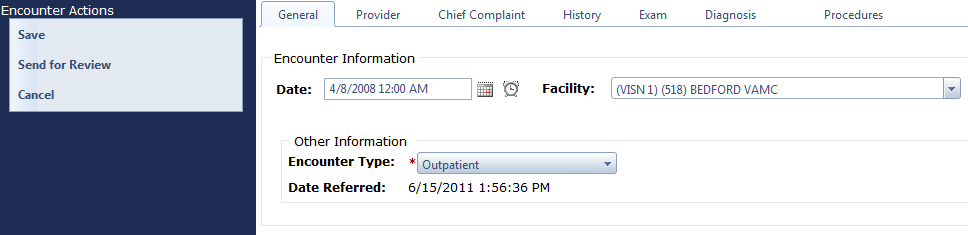 Encounter Actions
Save
Send for Review
Cancel
General Provider Chief Complaint History Exam Diagnosis Procedures
Encounter Information
Date: 4/8/2008 12:00 AM Facility: (VISN 1) (518) BEDFORD VAMC
Other Information
Encounter Type: * Outpatient
Date Referred: 6/15/2011 1:56:36 PM